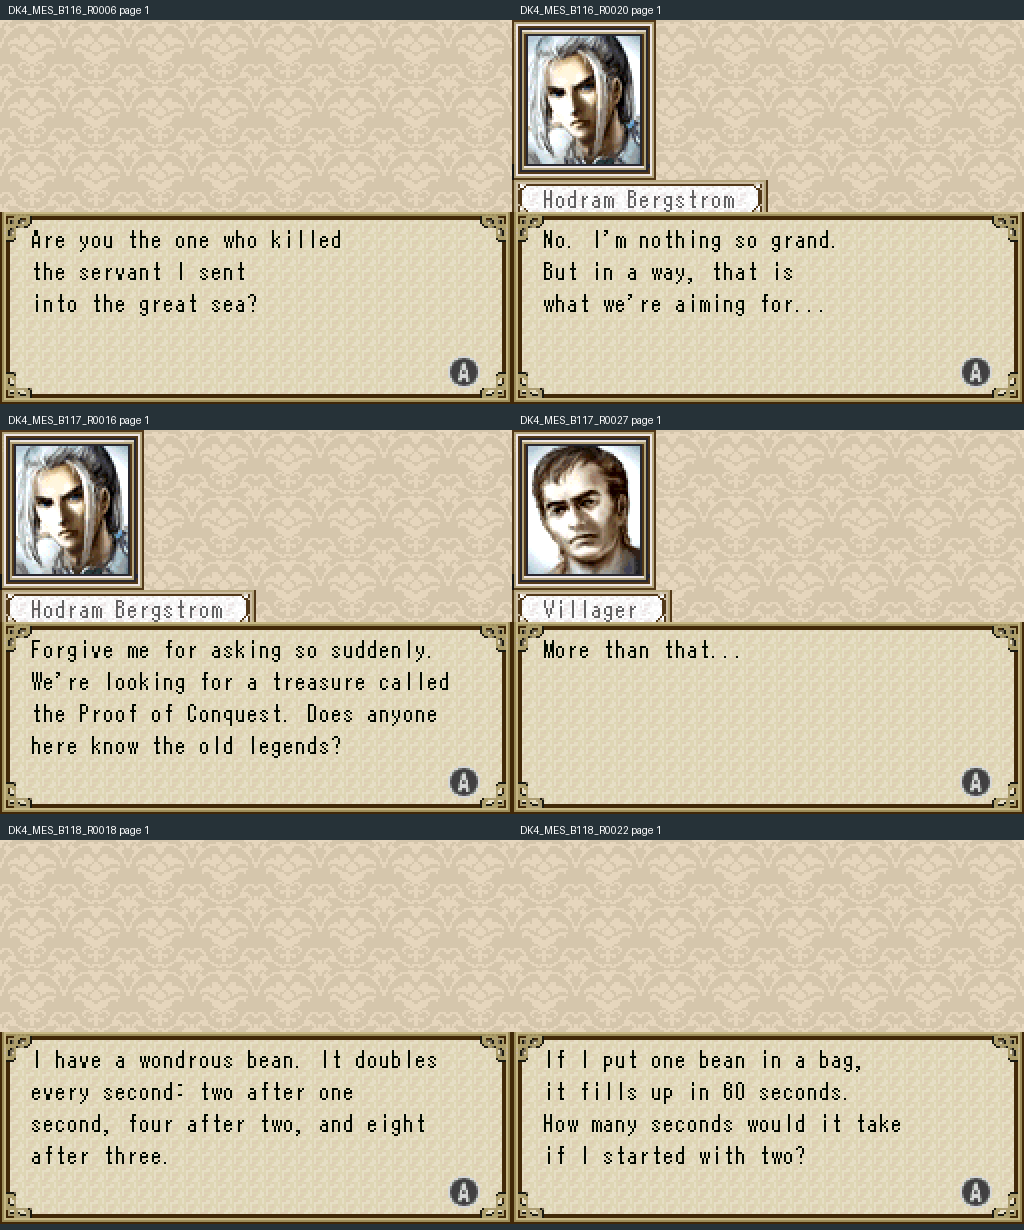 DK4_MES_B116_R0006 page 1
Are you the one who killed
the servant I sent
into the great sea?
A
DK4_MES_B116_R0020 page 1
Hodram Bergstrom
No. I'm nothing so grand.
But in a way, that is
what we're aiming for...
A
DK4_MES_B117_R0016 page 1
Hodram Bergstrom
Forgive me for asking so suddenly.
We're looking for a treasure called
the Proof of Conquest. Does anyone
here know the old legends?
A
DK4_MES_B117_R0027 page 1
Villager
More than that...
A
DK4_MES_B118_R0018 page 1
I have a wondrous bean. It doubles
every second: two after one
second, four after two, and eight
after three.
A
DK4_MES_B118_R0022 page 1
If I put one bean in a bag,
it fills up in 60 seconds.
How many seconds would it take
if I started with two?
A